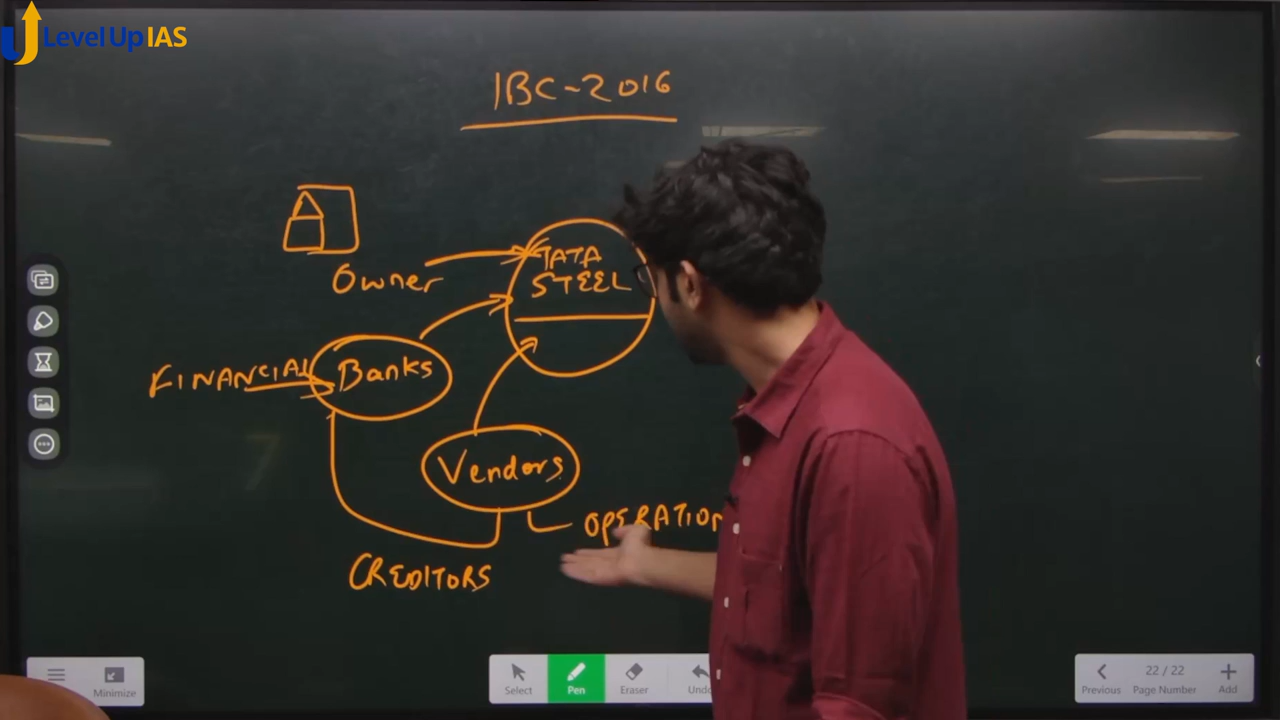 Level Up IAS
IBC-2016
Owner
TATA
STEEL
FINANCIAL
Banks
Vendors
OPERATION
CREDITORS
Minimize
Select
Pen
Eraser
Undo
22 / 22
Previous
Page Number
Add